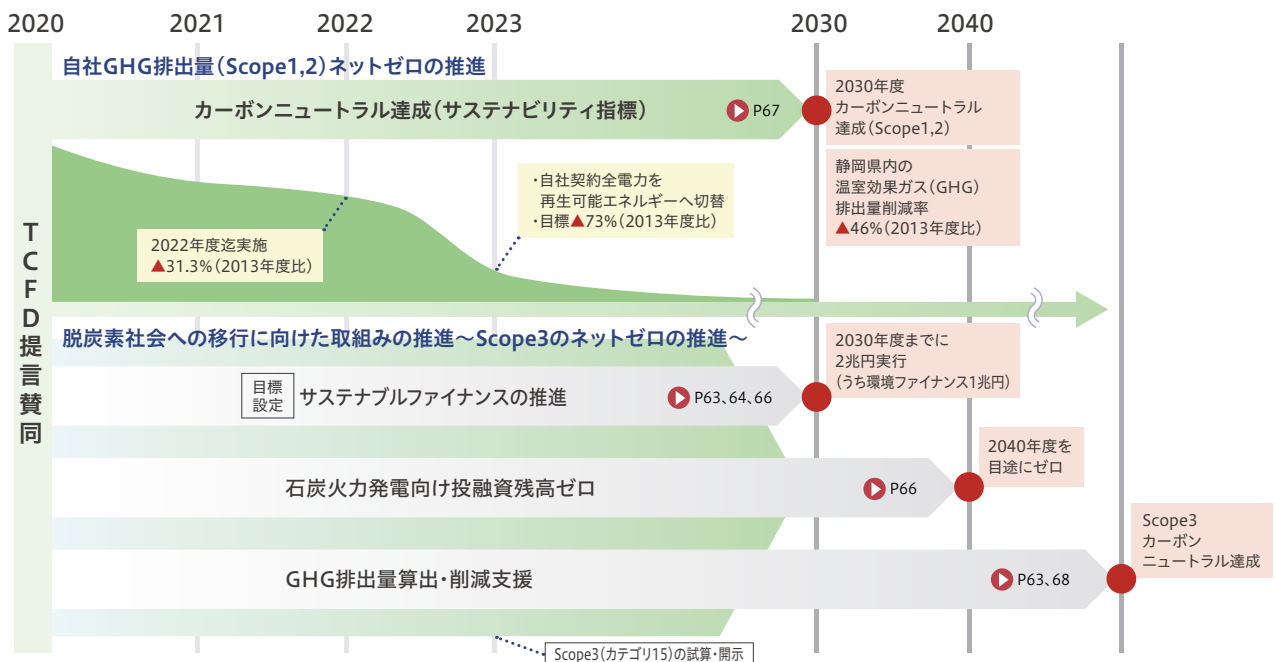 2020
2021
2022
2023
2030
2040
TCFD提言賛同
自社GHG排出量（Scope1,2）ネットゼロの推進
カーボンニュートラル達成（サステナビリティ指標）
P67
2030年度
カーボンニュートラル
達成（Scope1,2）
静岡県内の
温室効果ガス（GHG）
排出量削減率
▲46%（2013年度比）
・自社契約全電力を
再生可能エネルギーへ切替
・目標▲73%（2013年度比）
2022年度迄実施
▲31.3%（2013年度比）
脱炭素社会への移行に向けた取組みの推進～Scope3のネットゼロの推進～
目標
設定
サステナブルファイナンスの推進
P63、64、66
2030年度までに
2兆円実行
（うち環境ファイナンス1兆円）
石炭火力発電向け投融資残高ゼロ
P66
2040年度を
目途にゼロ
GHG排出量算出・削減支援
P63、68
Scope3
カーボン
ニュートラル達成
Scope3（カテゴリ15）の試算・開示